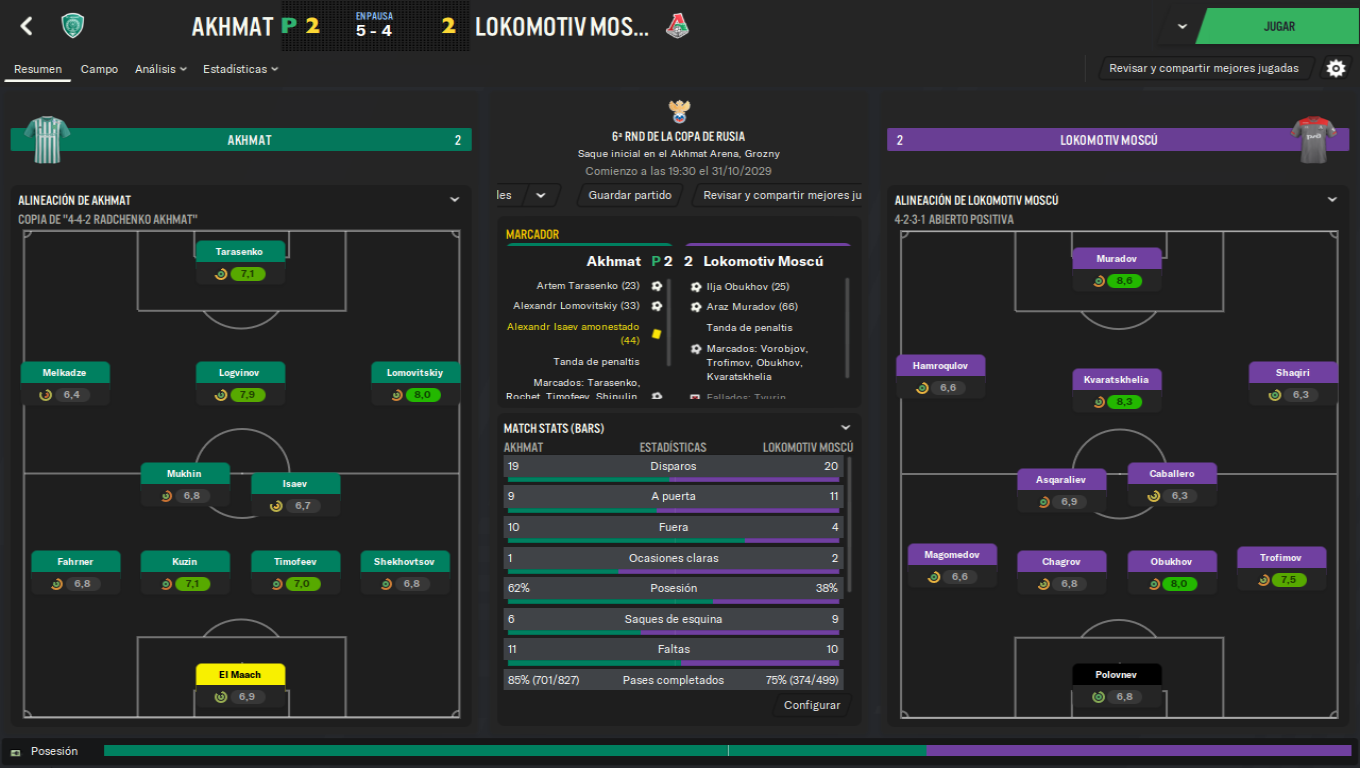 AKHMAT P 2
EN PAUSA
5 - 4
2 LOKOMOTIV MOS...
JUGAR
Resumen Campo Análisis Estadísticas
Revisar y compartir mejores jugadas
AKHMAT 2
6ª RND DE LA COPA DE RUSIA
Saque inicial en el Akhmat Arena, Grozny
Comienzo a las 19:30 el 31/10/2029
les Guardar partido Revisar y compartir mejores ju
2 LOKOMOTIV MOSCÚ
ALINEACIÓN DE AKHMAT
COPIA DE "4-4-2 RADCHENKO AKHMAT"
Tarasenko
7,1
Melkadze Logvinov Lomovitskiy
6,4 7,9 8,0
Mukhin
6,8
Isaev
6,7
Fahrner Kuzin Timofeev Shekhovtsov
6,8 7,1 7,0 6,8
El Maach
6,9
MARCADOR
Akhmat P 2 2 Lokomotiv Moscú
Artem Tarasenko (23)
Alexandr Lomovitskiy (33)
Alexandr Isaev amonestado
(44)
Tanda de penaltis
Marcados: Tarasenko,
Rochet, Timofeev, Shipulin,
Ilja Obukhov (25)
Araz Muradov (66)
Tanda de penaltis
Marcados: Vorobjov,
Trofimov, Obukhov,
Kvaratskhelia
Fallados: Tyurin
MATCH STATS (BARS)
AKHMAT ESTADÍSTICAS LOKOMOTIV MOSCÚ
19 Disparos 20
9 A puerta 11
10 Fuera 4
1 Ocasiones claras 2
62% Posesión 38%
6 Saques de esquina 9
11 Faltas 10
85% (701/827) Pases completados 75% (374/499)
Configurar
ALINEACIÓN DE LOKOMOTIV MOSCÚ
4-2-3-1 ABIERTO POSITIVA
Muradov
8,6
Hamroqulov
6,6
Kvaratskhelia
8,3
Shaqiri
6,3
Asqaraliev
6,9
Caballero
6,3
Magomedov
6,6
Chagrov
6,8
Obukhov
8,0
Trofimov
7,5
Polovnev
6,8
Posesión